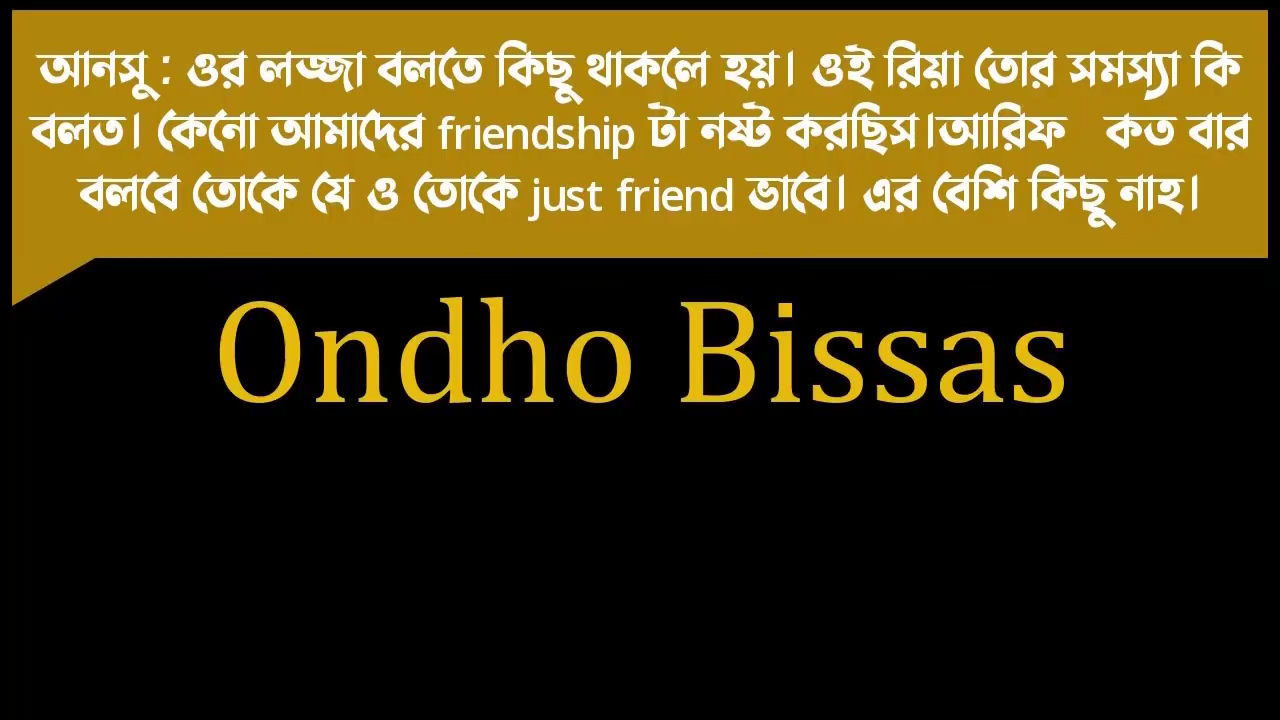 আনসু : ওর লজ্জা বলতে কিছু থাকলে হয়। ওই রিয়া তোর সমস্যা কি
বলত। কেনো আমাদের friendship টা নষ্ট করছিস।আরিফ কত বার
বলবে তোকে যে ও তোকে just friend ভাবে। এর বেশি কিছু নাহ।
Ondho Bissas